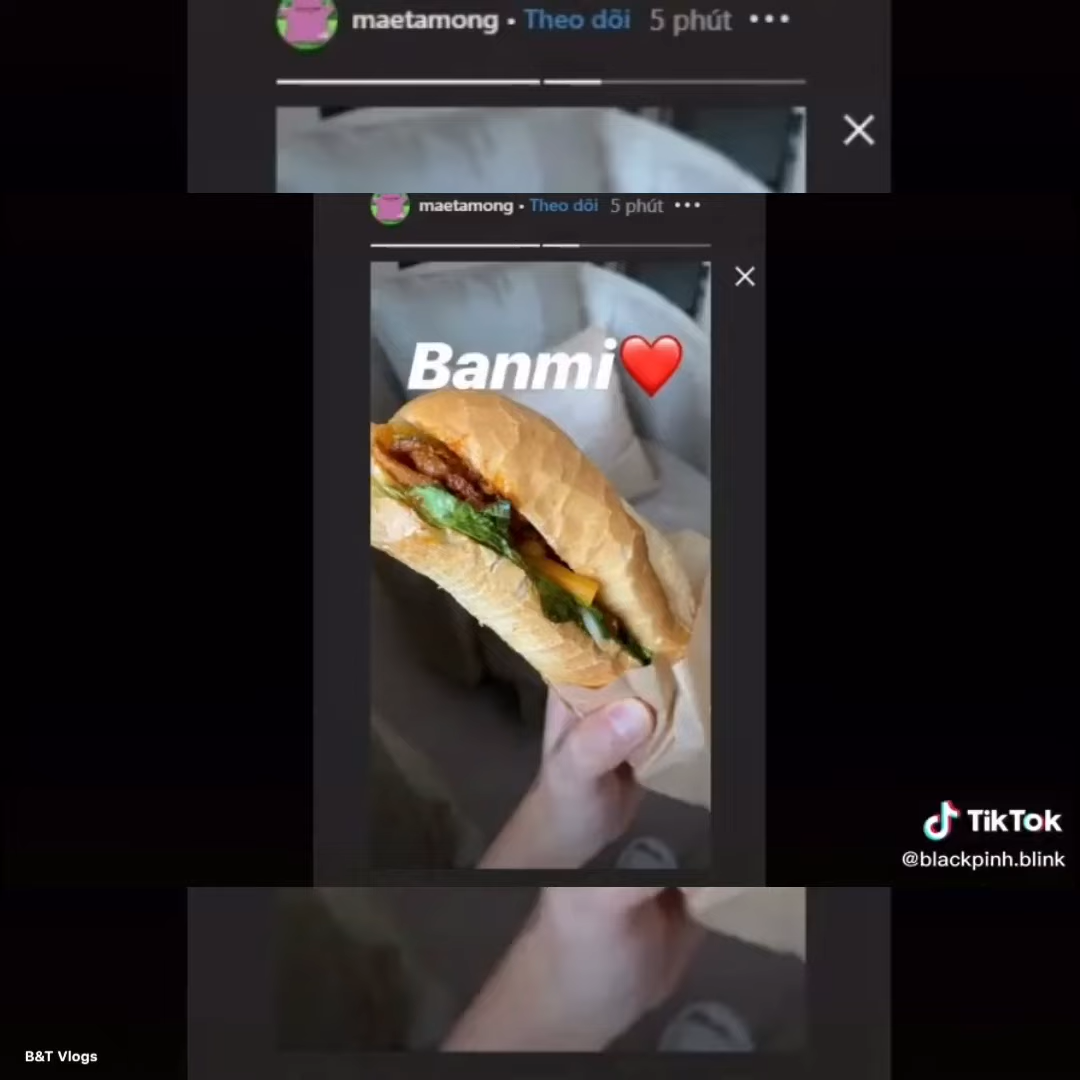 maetamong • Theo dõi 5 phút •••
maetamong • Theo dõi 5 phút •••
Banmi❤️
TikTok
@blackpinh.blink
B&T Vlogs